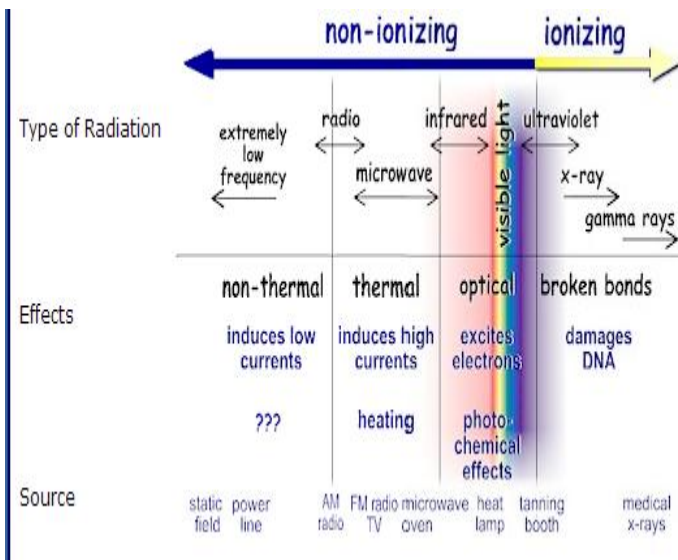 non-ionizing ionizing
Type of Radiation
extremely
low
frequency
radio
microwave
infrared
visible light
ultraviolet
x-ray
gamma rays
Effects
non-thermal thermal optical broken bonds
induces low
currents
induces high
currents
excites
electrons
damages
DNA
???
heating
photo-
chemical
effects
Source
static
field
power
line
AM
radio
FM radio
TV
microwave
oven
heat
lamp
tanning
booth
medical
x-rays